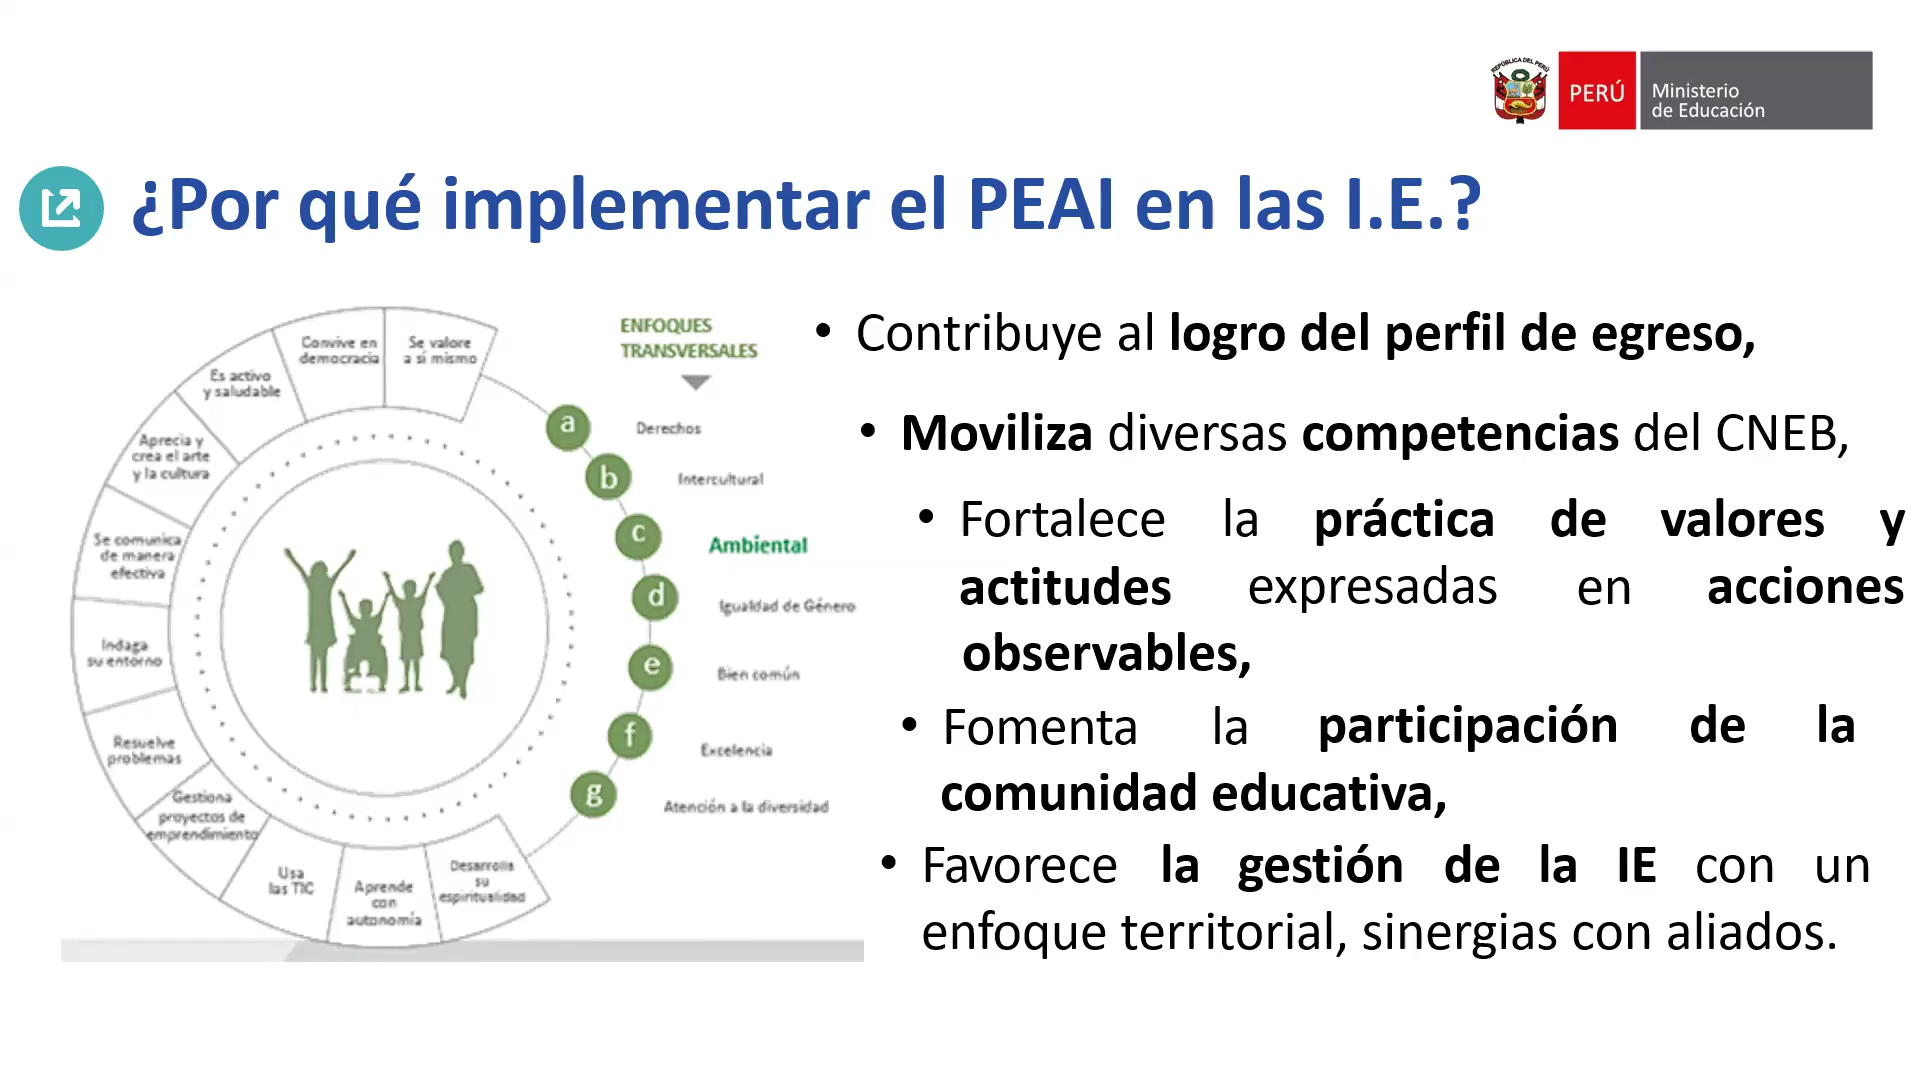 REPÚBLICA DEL PERÚ
PERÚ
Ministerio
de Educación
¿Por qué implementar el PEAI en las I.E.?
Convive en
democracia
Se valore
a sí mismo
Es activo
y saludable
Aprecia y
crea el arte
y la cultura
Se comunica
de manera
efectiva
Indaga
su entorno
Resuelve
problemas
Gestiona
proyectos de
emprendimiento
Usa
las TIC
Aprende
con
autonomía
Desarrolla
su
espiritualidad
ENFOQUES
TRANSVERSALES
a Derechos
b Intercultural
c Ambiental
d Igualdad de Género
e Bien común
f Excelencia
g Atención a la diversidad
• Contribuye al logro del perfil de egreso,
• Moviliza diversas competencias del CNEB,
• Fortalece la práctica de valores y
actitudes expresadas en acciones
observables,
• Fomenta la participación de la
comunidad educativa,
• Favorece la gestión de la IE con un
enfoque territorial, sinergias con aliados.